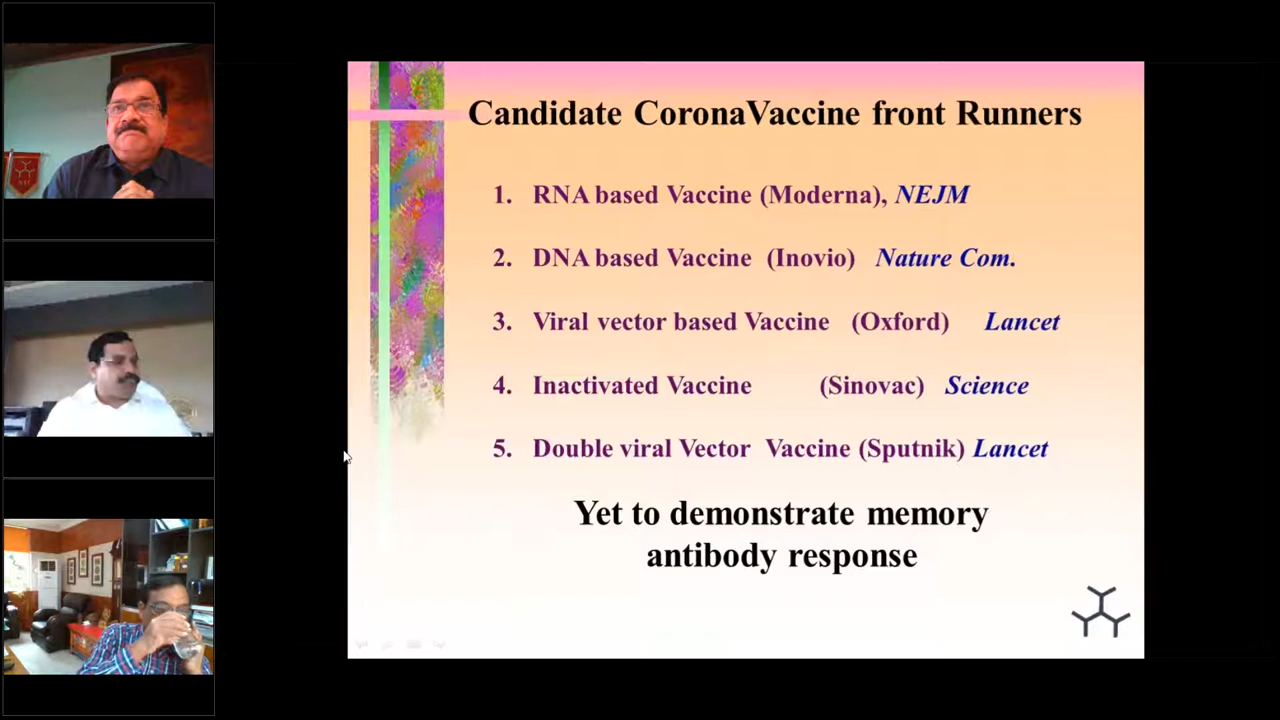 Candidate CoronaVaccine front Runners
1. RNA based Vaccine (Moderna), NEJM
2. DNA based Vaccine (Inovio) Nature Com.
3. Viral vector based Vaccine (Oxford) Lancet
4. Inactivated Vaccine (Sinovac) Science
5. Double viral Vector Vaccine (Sputnik) Lancet
Yet to demonstrate memory
antibody response